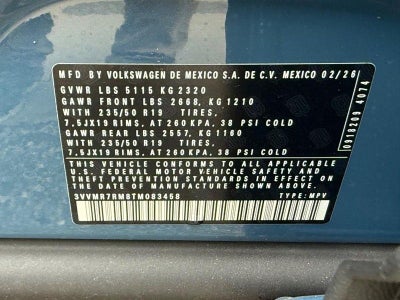 MFD BY VOLKSWAGEN DE MEXICO S.A. DE C.V. MEXICO 02/26
GVWR LBS 5115 KG 2320
GAWR FRONT LBS 2668, KG 1210
WITH 235/50 R19 TIRES,
7,5JX19 RIMS, AT 260 KPA, 38 PSI COLD
GAWR REAR LBS 2557, KG 1160
WITH 235/50 R19 TIRES,
7,5JX19 RIMS, AT 260 KPA, 38 PSI COLD
THIS VEHICLE CONFORMS TO ALL APPLICABLE
U.S. FEDERAL MOTOR VEHICLE SAFETY
STANDARDS IN EFFECT ON THE DATE OF
MANUFACTURE SHOWN ABOVE
3VVMR7RM8TM083458 TYPE: MPV
0918209 4074